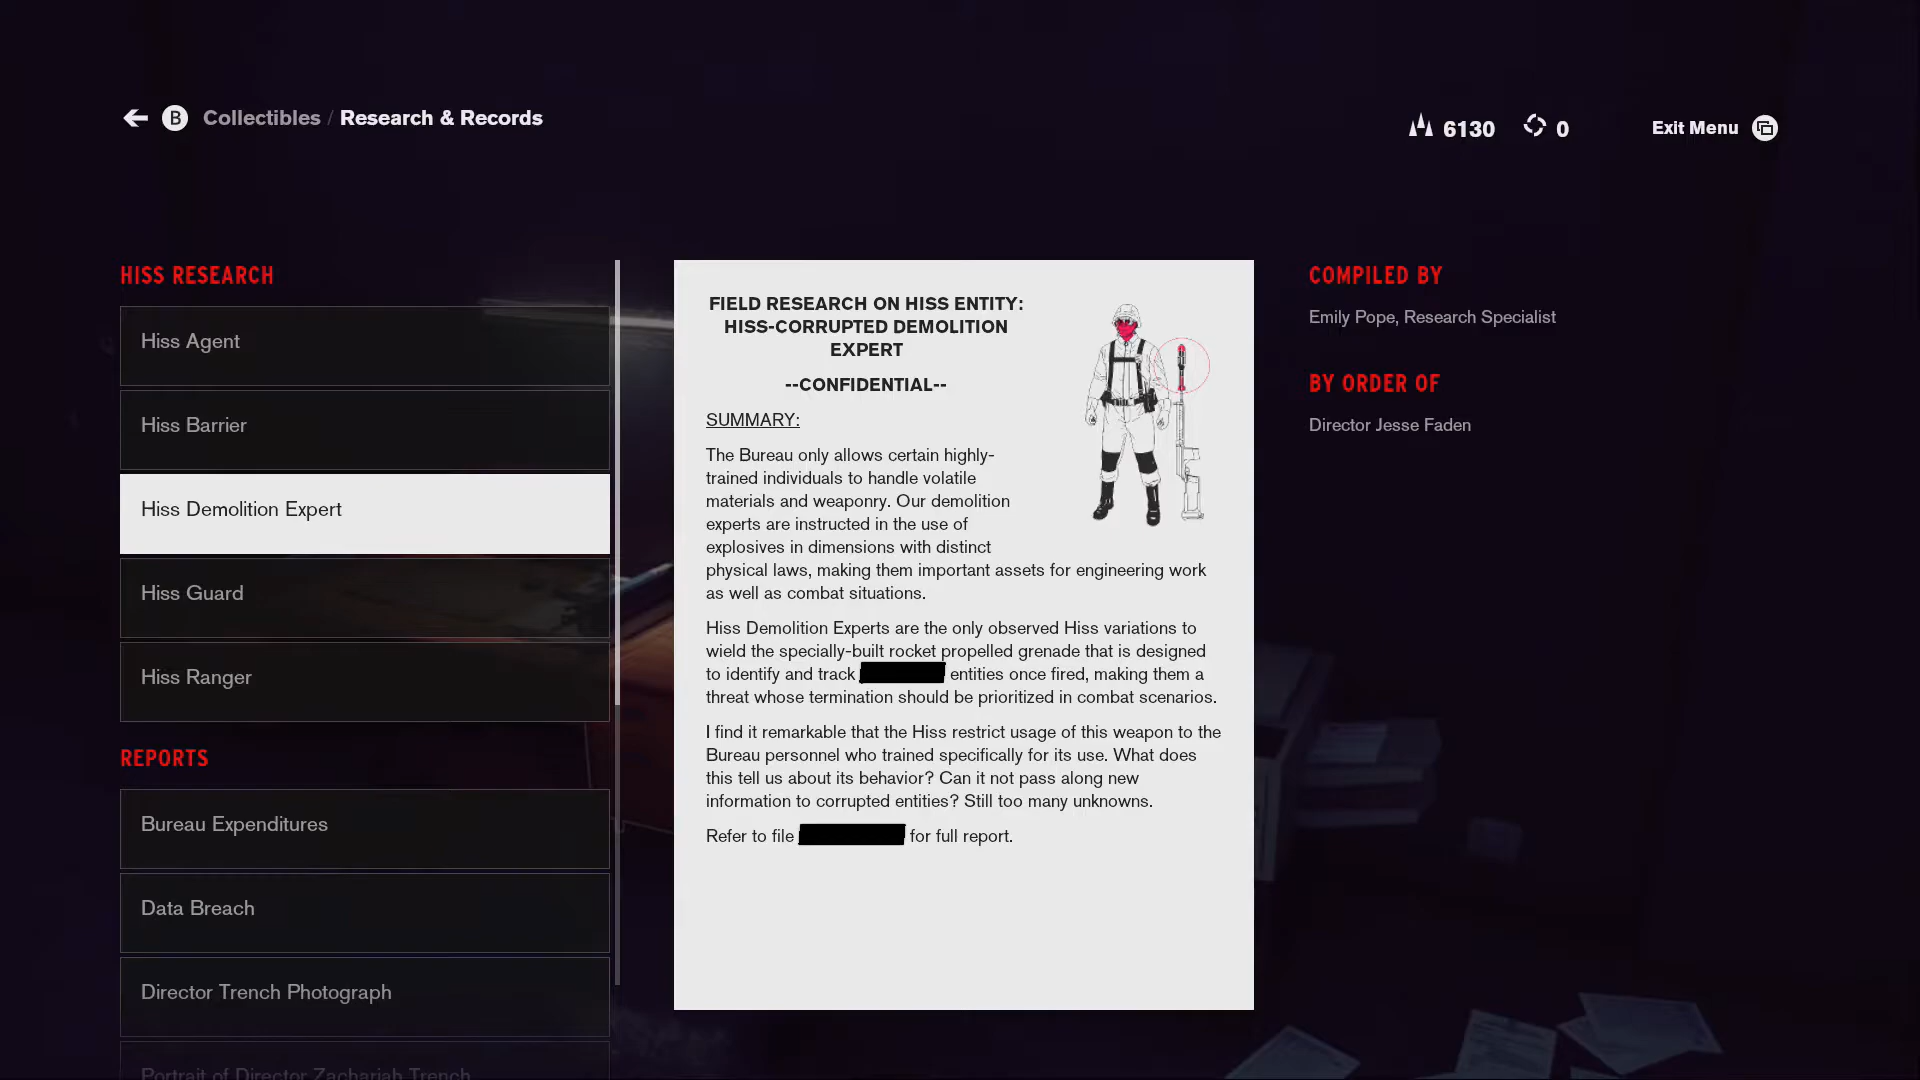 B Collectibles / Research & Records
6130 0 Exit Menu
HISS RESEARCH
Hiss Agent
Hiss Barrier
Hiss Demolition Expert
Hiss Guard
Hiss Ranger
REPORTS
Bureau Expenditures
Data Breach
Director Trench Photograph
Portrait of Director Zachariah Trench
FIELD RESEARCH ON HISS ENTITY:
HISS-CORRUPTED DEMOLITION
EXPERT
--CONFIDENTIAL--
SUMMARY:
The Bureau only allows certain highly-
trained individuals to handle volatile
materials and weaponry. Our demolition
experts are instructed in the use of
explosives in dimensions with distinct
physical laws, making them important assets for engineering work
as well as combat situations.
Hiss Demolition Experts are the only observed Hiss variations to
wield the specially-built rocket propelled grenade that is designed
to identify and track entities once fired, making them a
threat whose termination should be prioritized in combat scenarios.
I find it remarkable that the Hiss restrict usage of this weapon to the
Bureau personnel who trained specifically for its use. What does
this tell us about its behavior? Can it not pass along new
information to corrupted entities? Still too many unknowns.
Refer to file for full report.
COMPILED BY
Emily Pope, Research Specialist
BY ORDER OF
Director Jesse Faden